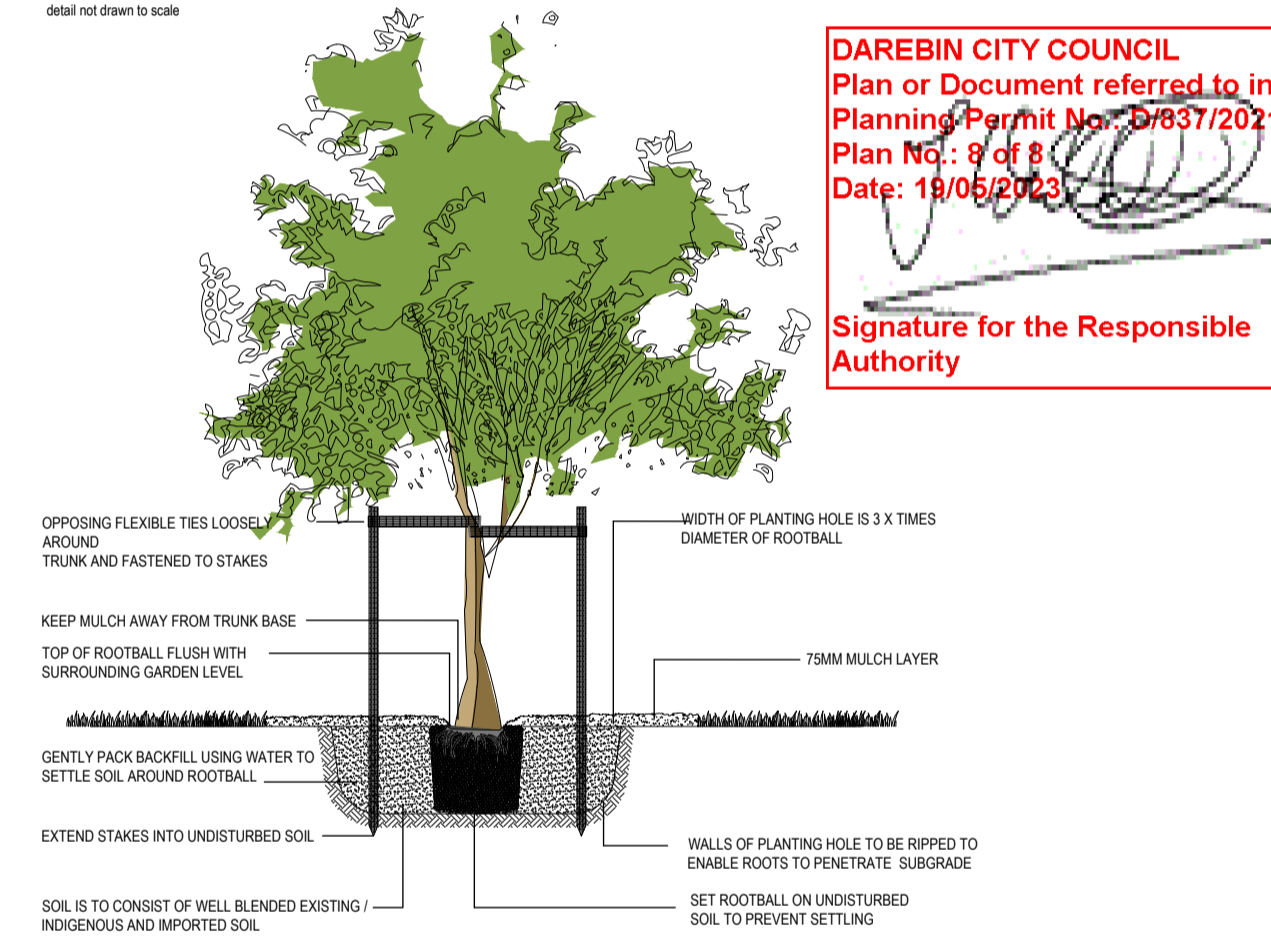 detail not drawn to scale
DAREBIN CITY COUNCIL
Plan or Document referred to in
Planning Permit No.: D/837/2021
Plan No.: 8 of 8
Date: 19/05/2023
Signature for the Responsible
Authority
OPPOSING FLEXIBLE TIES LOOSELY
AROUND
TRUNK AND FASTENED TO STAKES
WIDTH OF PLANTING HOLE IS 3 X TIMES
DIAMETER OF ROOTBALL
KEEP MULCH AWAY FROM TRUNK BASE
TOP OF ROOTBALL FLUSH WITH
SURROUNDING GARDEN LEVEL
75MM MULCH LAYER
GENTLY PACK BACKFILL USING WATER TO
SETTLE SOIL AROUND ROOTBALL
EXTEND STAKES INTO UNDISTURBED SOIL
WALLS OF PLANTING HOLE TO BE RIPPED TO
ENABLE ROOTS TO PENETRATE SUBGRADE
SOIL IS TO CONSIST OF WELL BLENDED EXISTING /
INDIGENOUS AND IMPORTED SOIL
SET ROOTBALL ON UNDISTURBED
SOIL TO PREVENT SETTLING